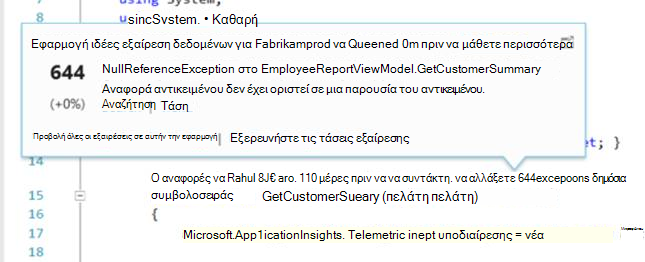 using System;
8 usincSvstem. • Καθαρή
Εφαρμογή ιδέες εξαίρεση δεδομένων για Fabrikamprod να Queened 0m πριν να μάθετε περισσότερα
644 NullReferenceException στο EmployeeReportViewModel.GetCustomerSummary
Αναφορά αντικειμένου δεν έχει οριστεί σε μια παρουσία του αντικειμένου.
(+0%) Αναζήτηση Τάση
Προβολή όλες οι εξαιρέσεις σε αυτήν την εφαρμογή | Εξερευνήστε τις τάσεις εξαίρεσης
et; }
14
Ο αναφορές να Rahul 8J€ aro. 110 μέρες πριν να να συντάκτη. να αλλάξετε 644excepoons δημόσια
15 συμβολοσειράς GetCustomerSueary (πελάτη πελάτη)
16 {
17 Microsoft.App1icationInsights. Telemetric inept υποδιαίρεσης = νέα
18